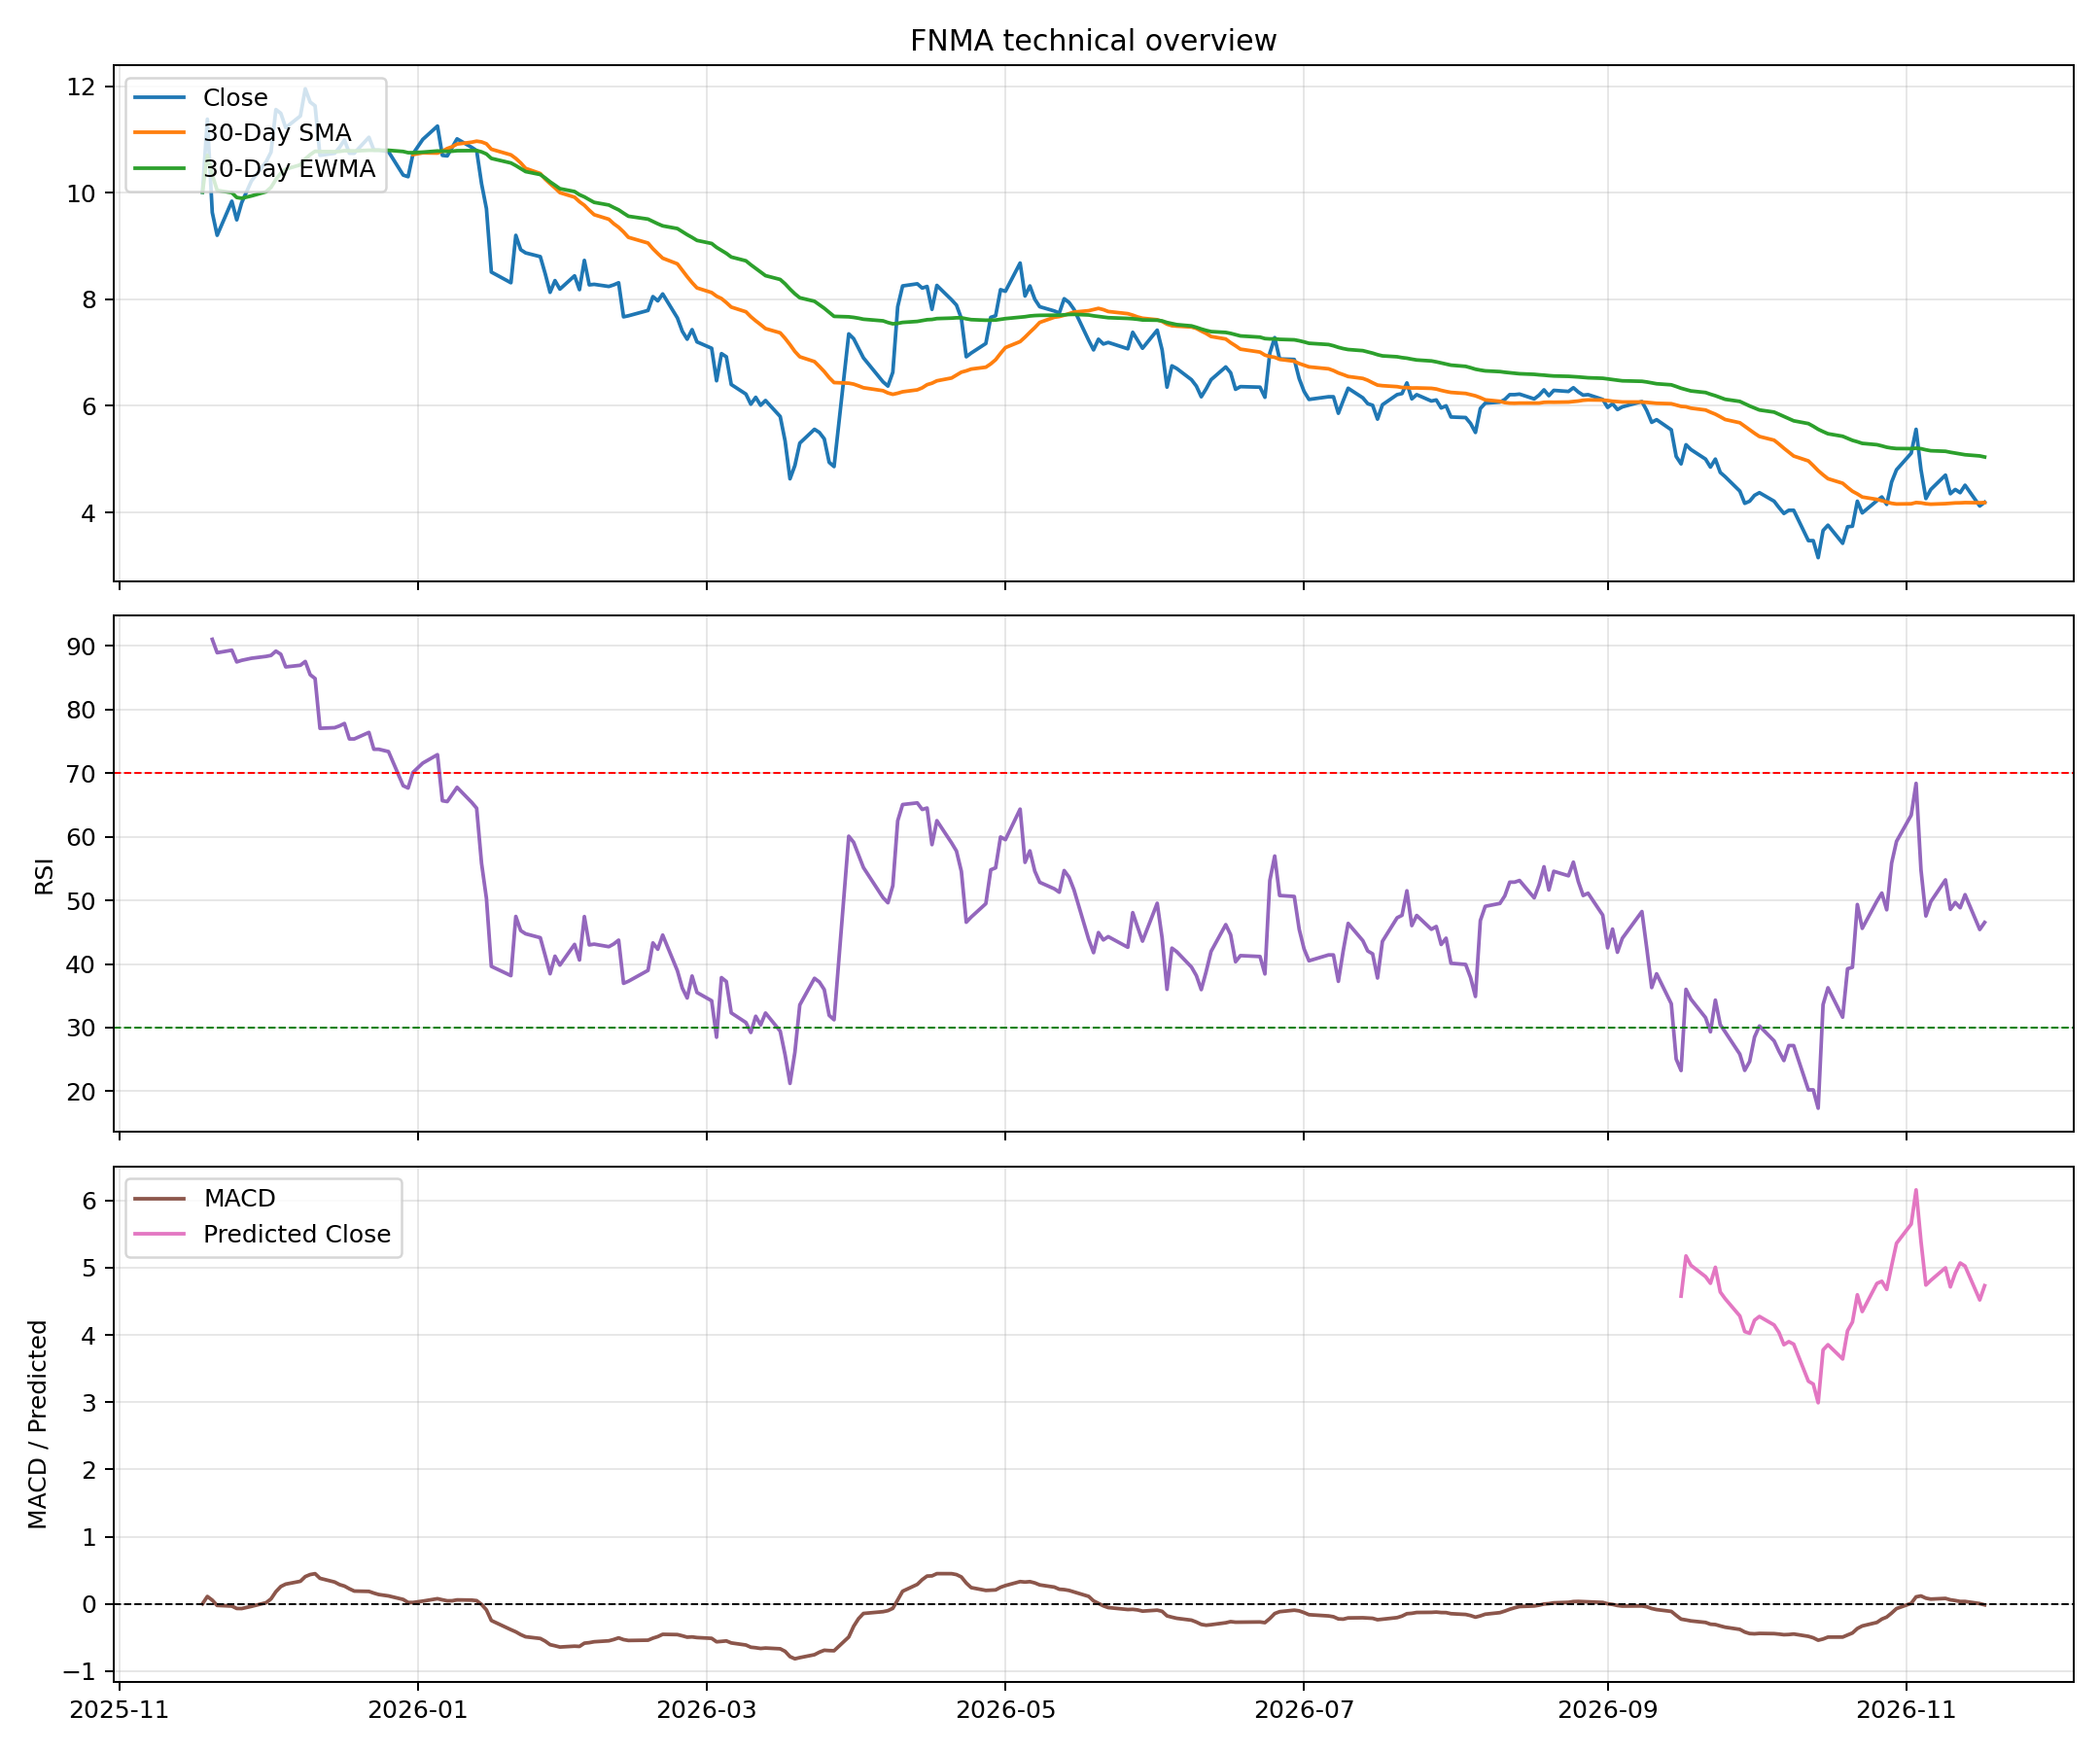 FNMA technical overview
12
10
8
6
4
Close
30-Day SMA
30-Day EWMA
90
80
70
60
50
40
30
20
RSI
6
5
4
3
2
1
0
−1
MACD / Predicted
MACD
Predicted Close
2025-11 2026-01 2026-03 2026-05 2026-07 2026-09 2026-11